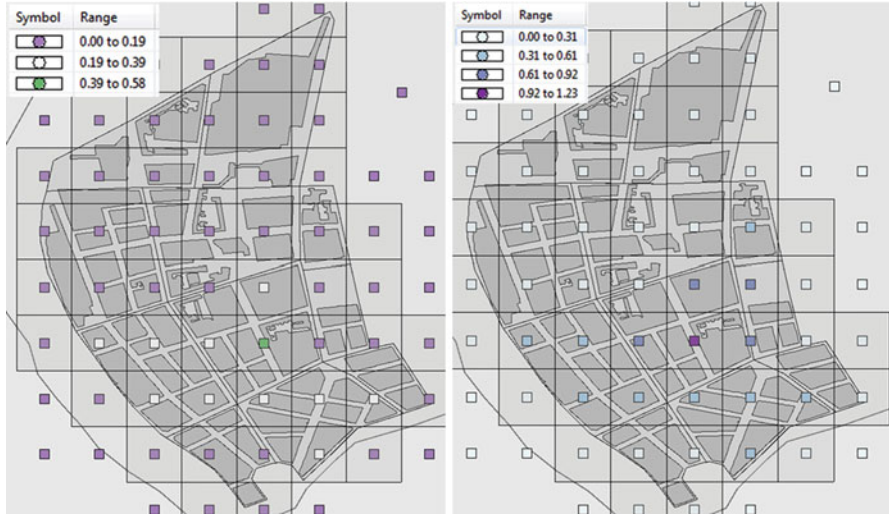 Symbol Range
0.00 to 0.19
0.19 to 0.39
0.39 to 0.58
Symbol Range
0.00 to 0.31
0.31 to 0.61
0.61 to 0.92
0.92 to 1.23